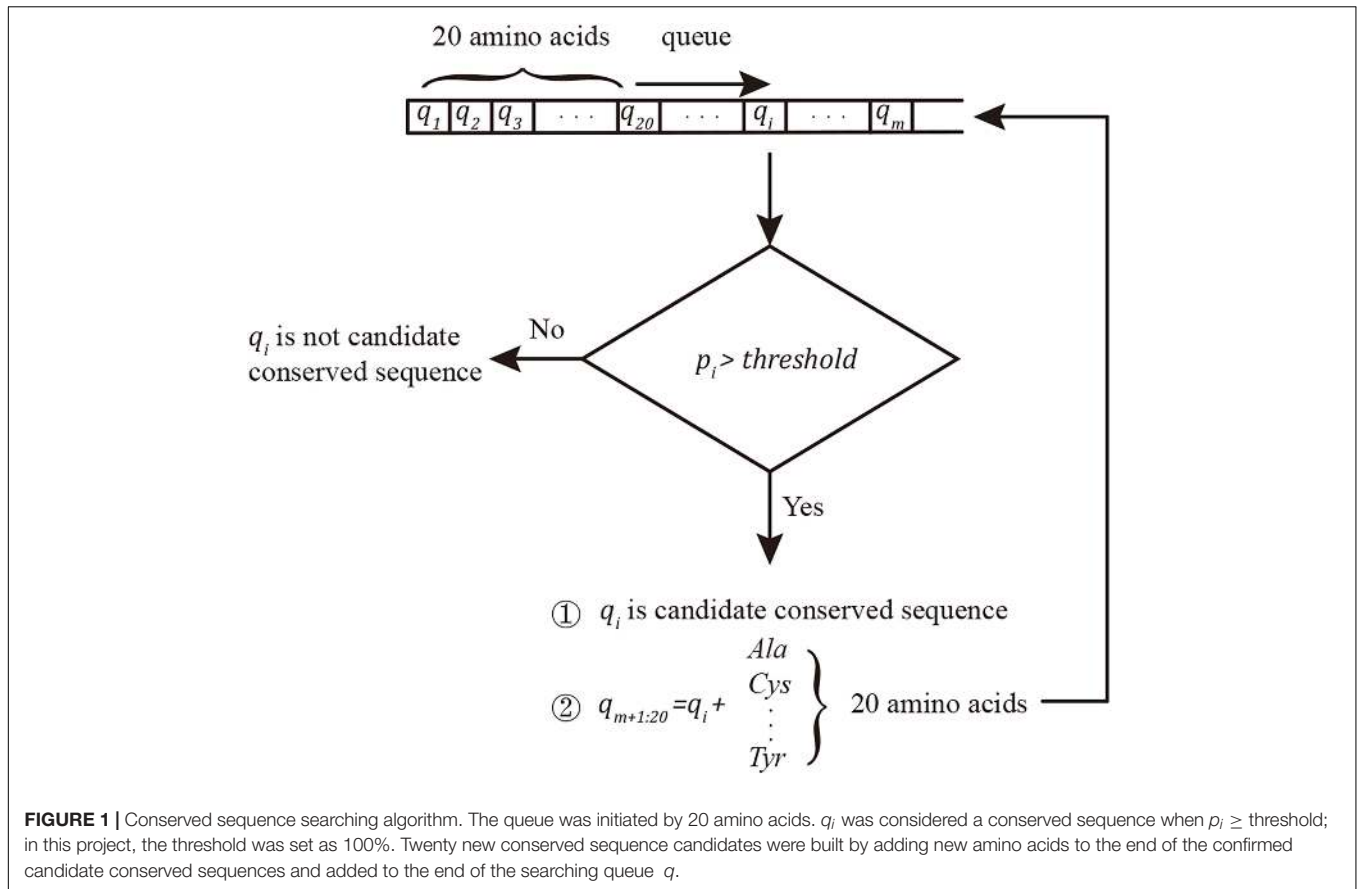 20 amino acids queue
q1 q2 q3 · · · q20 · · · qi · · · qm
pi > threshold
No
qi is not candidate
conserved sequence
Yes
① qi is candidate conserved sequence
② qm+1:20 =qi + Ala
Cys
.
.
Tyr
20 amino acids
FIGURE 1 | Conserved sequence searching algorithm. The queue was initiated by 20 amino acids. qi was considered a conserved sequence when pi ≥ threshold;
in this project, the threshold was set as 100%. Twenty new conserved sequence candidates were built by adding new amino acids to the end of the confirmed
candidate conserved sequences and added to the end of the searching queue q.